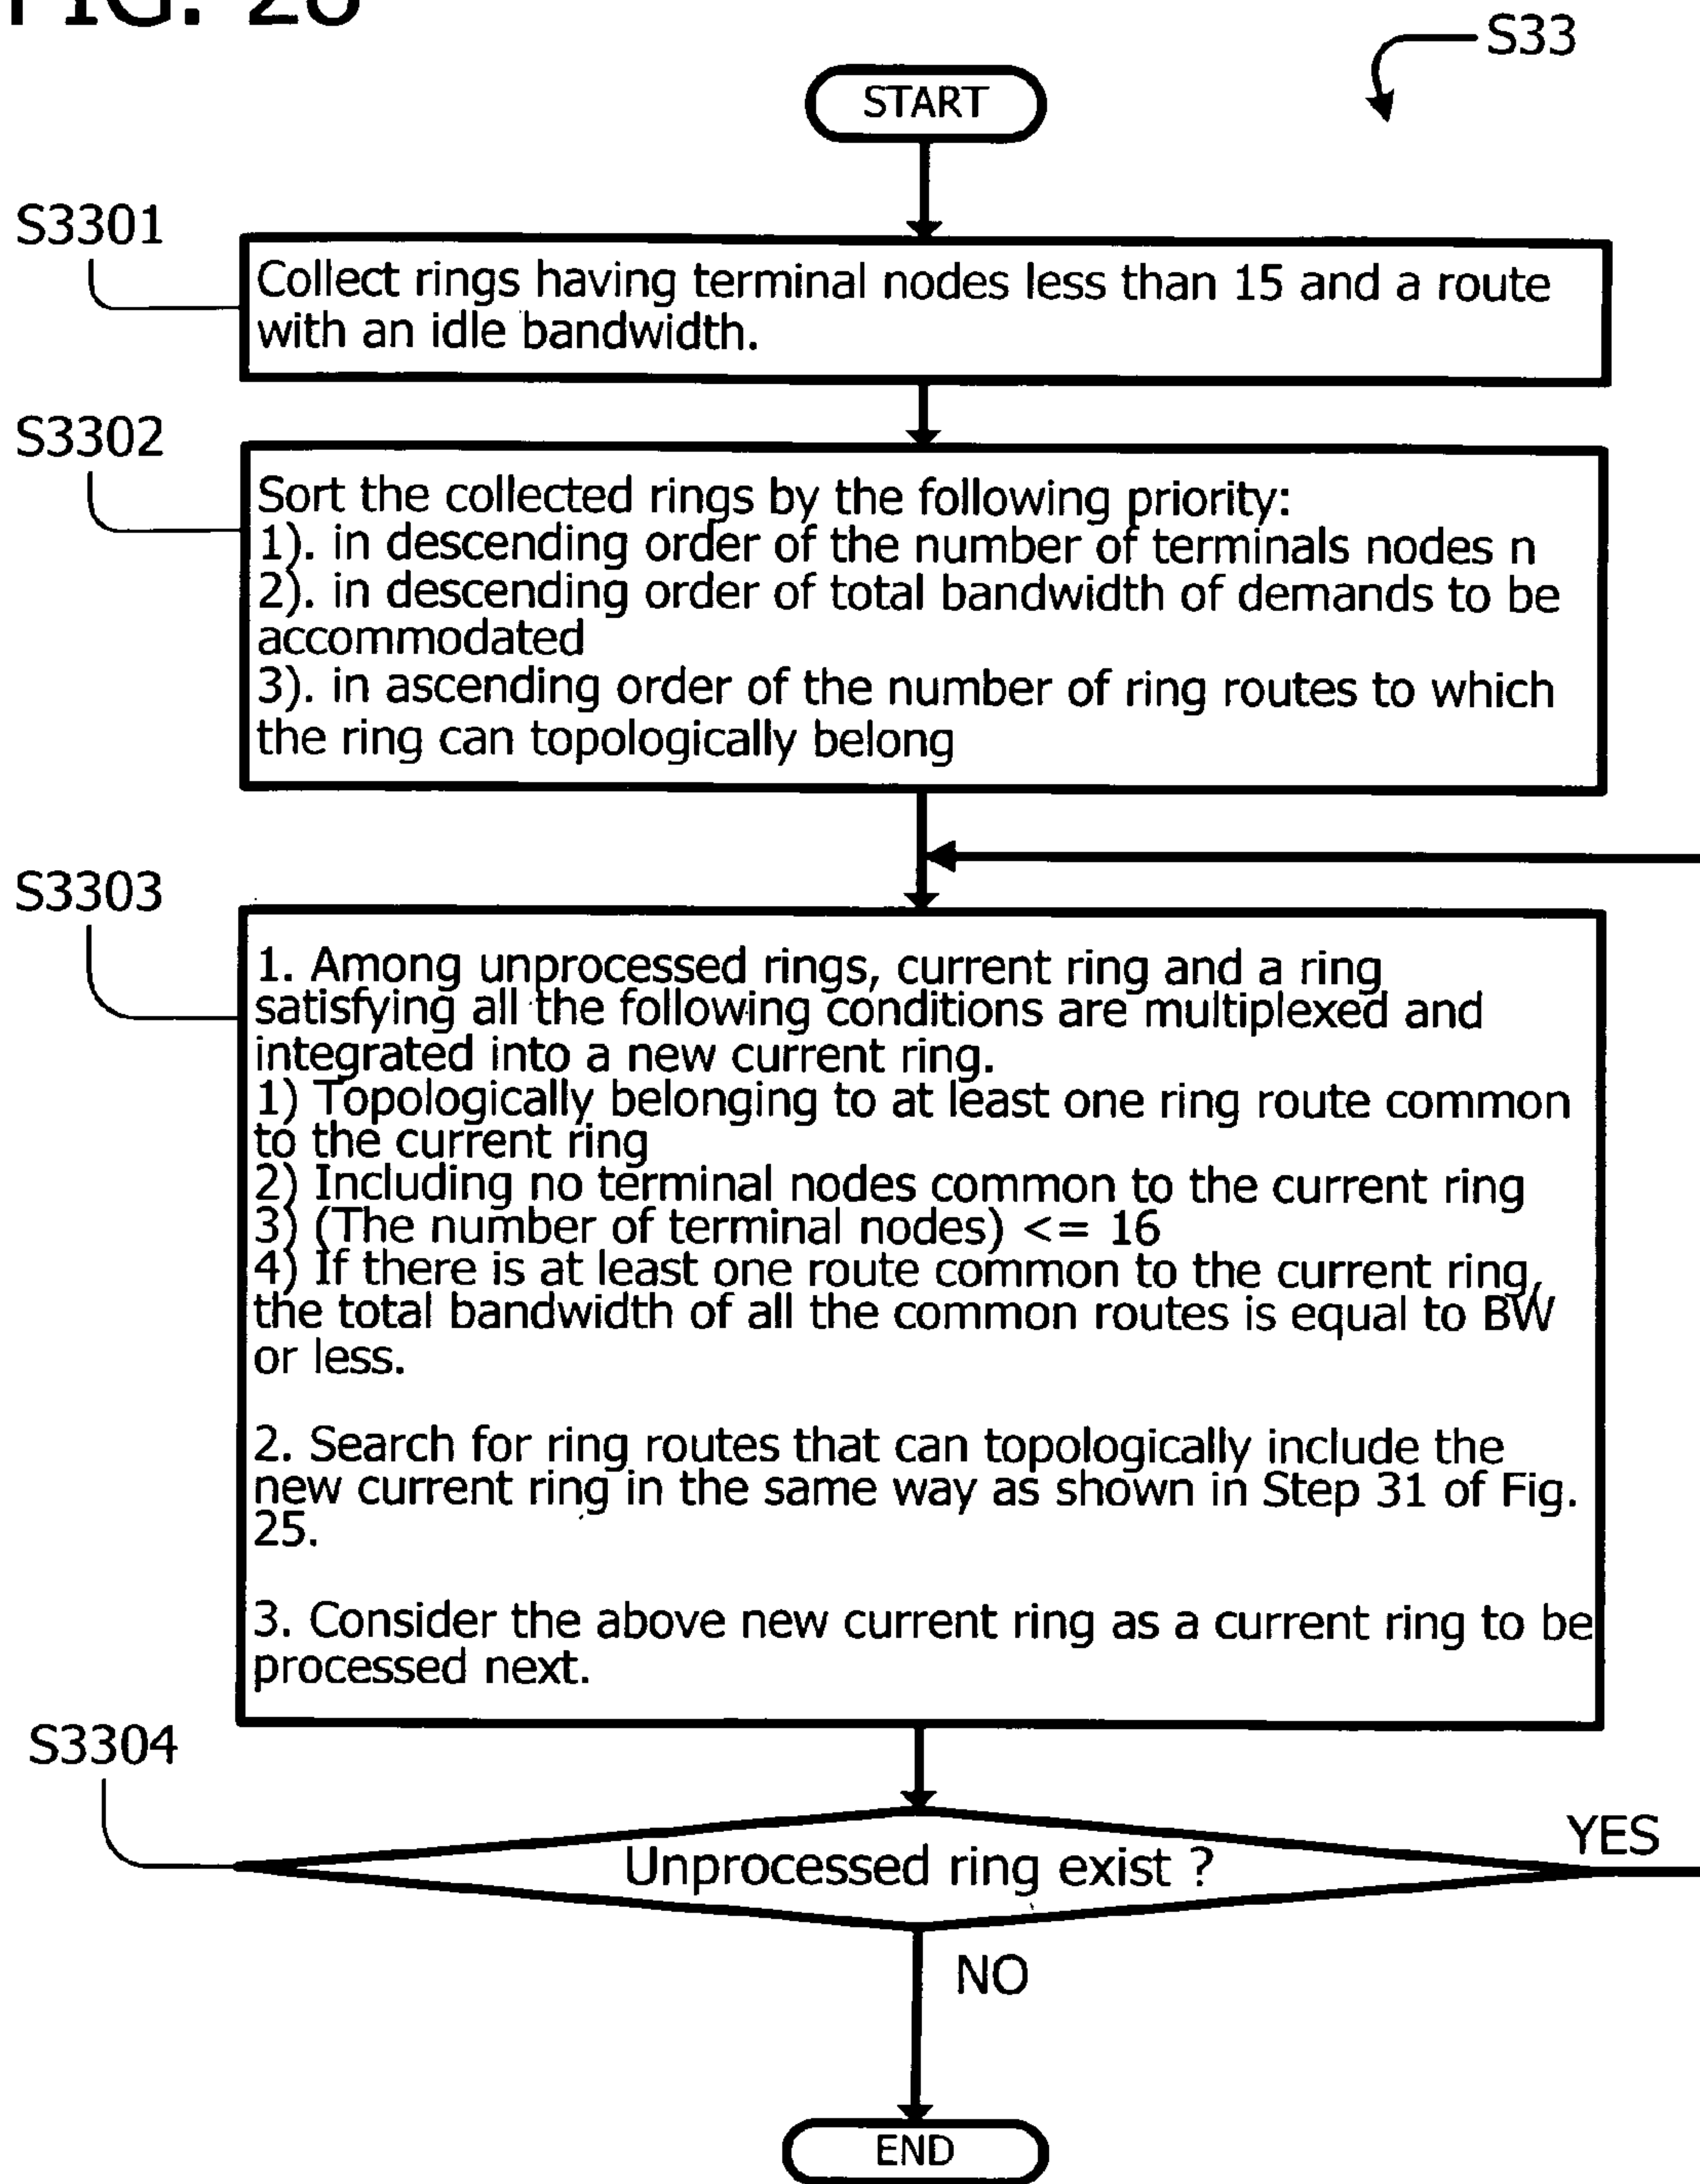 FIG.
S33
START
S3301
Collect rings having terminal nodes less than 15 and a route
with an idle bandwidth.
S3302
Sort the collected rings by the following priority:
1). in descending order of the number of terminals nodes n
2). in descending order of total bandwidth of demands to be
accommodated
3). in ascending order of the number of ring routes to which
the ring can topologically belong
S3303
1. Among unprocessed rings, current ring and a ring
satisfying all the following conditions are multiplexed and
integrated into a new current ring.
1) Topologically belonging to at least one ring route common
to the current ring
2) Including no terminal nodes common to the current ring
3) (The number of terminal nodes) <= 16
4) If there is at least one route common to the current ring,
the total bandwidth of all the common routes is equal to BW
or less.
2. Search for ring routes that can topologically include the
new current ring in the same way as shown in Step 31 of Fig.
25.
3. Consider the above new current ring as a current ring to be
processed next.
S3304
Unprocessed ring exist ?
YES
NO
END